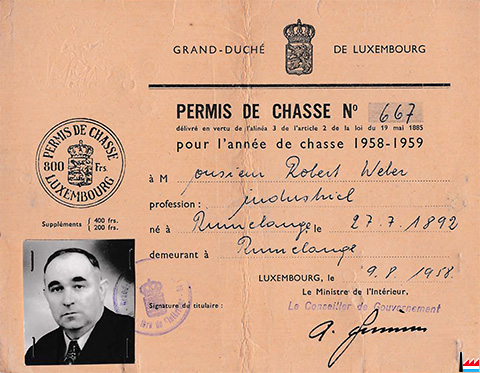 GRAND-DUCHÉ DE LUXEMBOURG
PERMIS DE CHASSE Nº 667
délivré en vertu de l'alinéa 3 de l'article 2 de la loi du 19 mai 1885
pour l'année de chasse 1958-1959
à Monsieur Robert Weber
profession: industriel
né à Rumelange le 27.7.1892
demeurant à Rumelange
PERMIS DE CHASSE
800 Frs.
LUXEMBOURG
Suppléments { 400 frs.
200 frs.
LUXEMBOURG, le 9.8.1958.
Le Ministre de l'Intérieur,
Le Conseiller de Gouvernement
Signature du titulaire: